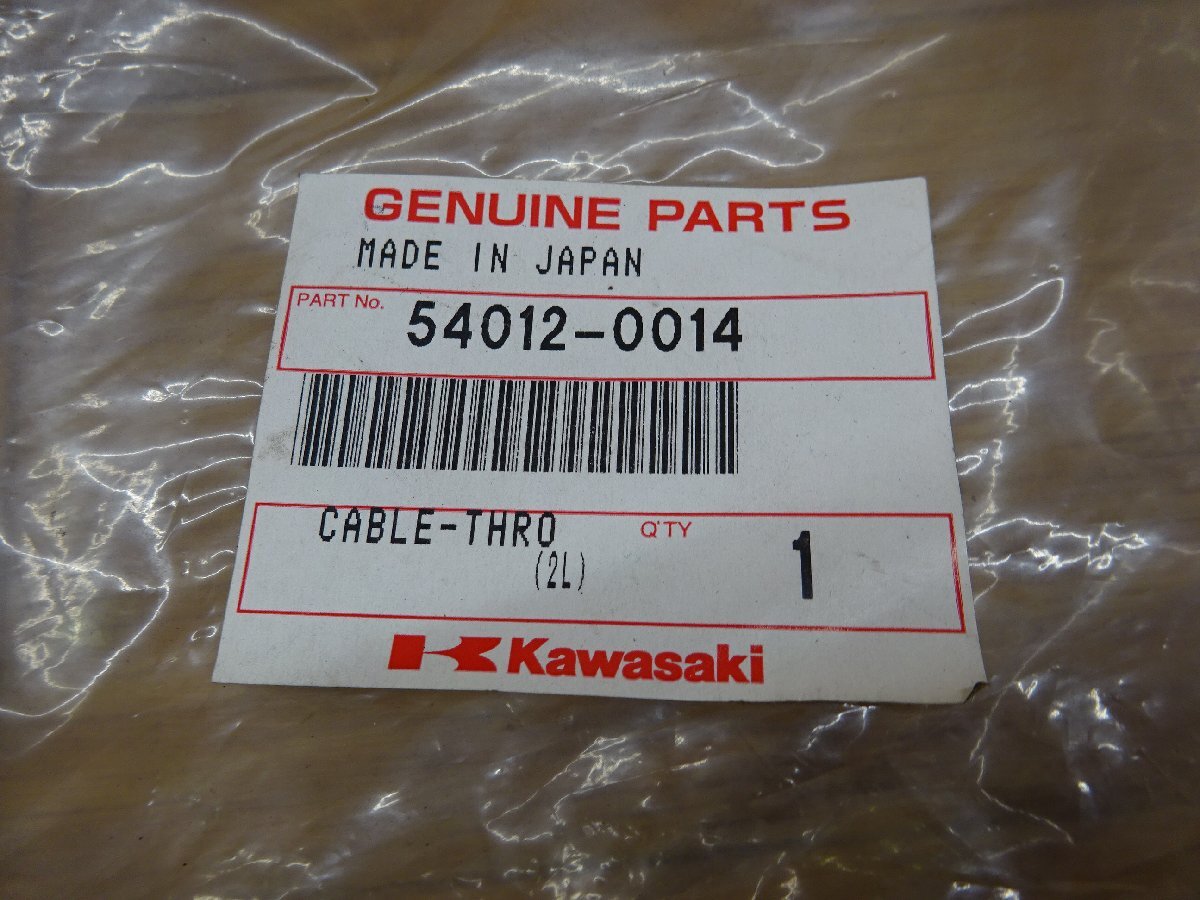 GENUINE PARTS
MADE IN JAPAN
PART No. 54012-0014
CABLE-THRO Q'TY 1
(2L)
Kawasaki